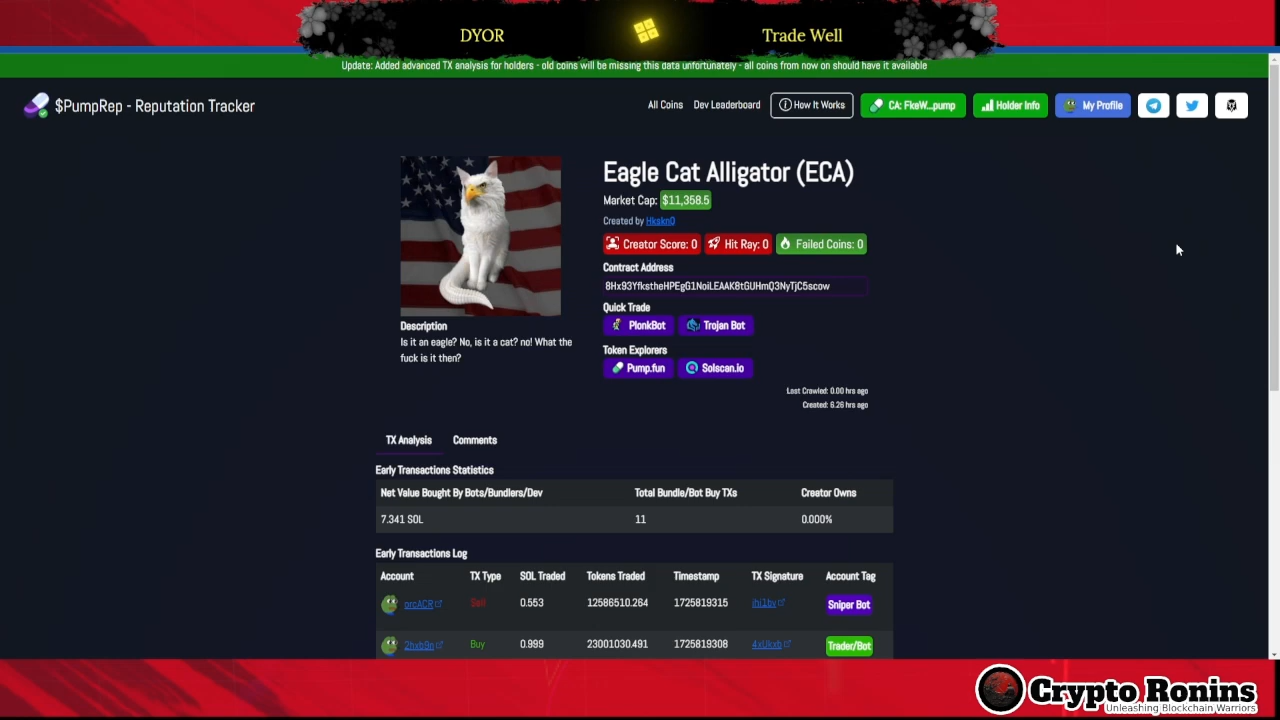 DYOR
Trade Well
Update: Added advanced TX analysis for holders - old coins will be missing this data unfortunately - all coins from now on should have it available
$PumpRep - Reputation Tracker
All Coins
Dev Leaderboard
How It Works
CA: FkaW...pump
Holder Info
My Profile
Eagle Cat Alligator (ECA)
Market Cap: $11,358.5
Created by HksknQ
Creator Score: 0
Hit Ray: 0
Failed Coins: 0
Contract Address
8Hx93YfkstheHPEgG1NoiLEAAK8tGUHmQ3NyTjC5scow
Quick Trade
PlonkBot
Trojan Bot
Token Explorers
Pump.fun
Solscan.io
Last Crawled: 0.00 hrs ago
Created: 6.26 hrs ago
Description
Is it an eagle? No, is it a cat? no! What the
fuck is it then?
TX Analysis
Comments
Early Transactions Statistics
Net Value Bought By Bots/Bundlers/Dev
Total Bundle/Bot Buy TXs
Creator Owns
7.341 SOL
11
0.000%
Early Transactions Log
Account
TX Type
SOL Traded
Tokens Traded
Timestamp
TX Signature
Account Tag
orcACR
Sell
0.553
12586510.264
1725819315
Sniper Bot
Buy
0.999
23001030.491
1725819308
4xUkxb
Trader/Bot
Crypto Ronins
Unleashing Blockchain Warriors